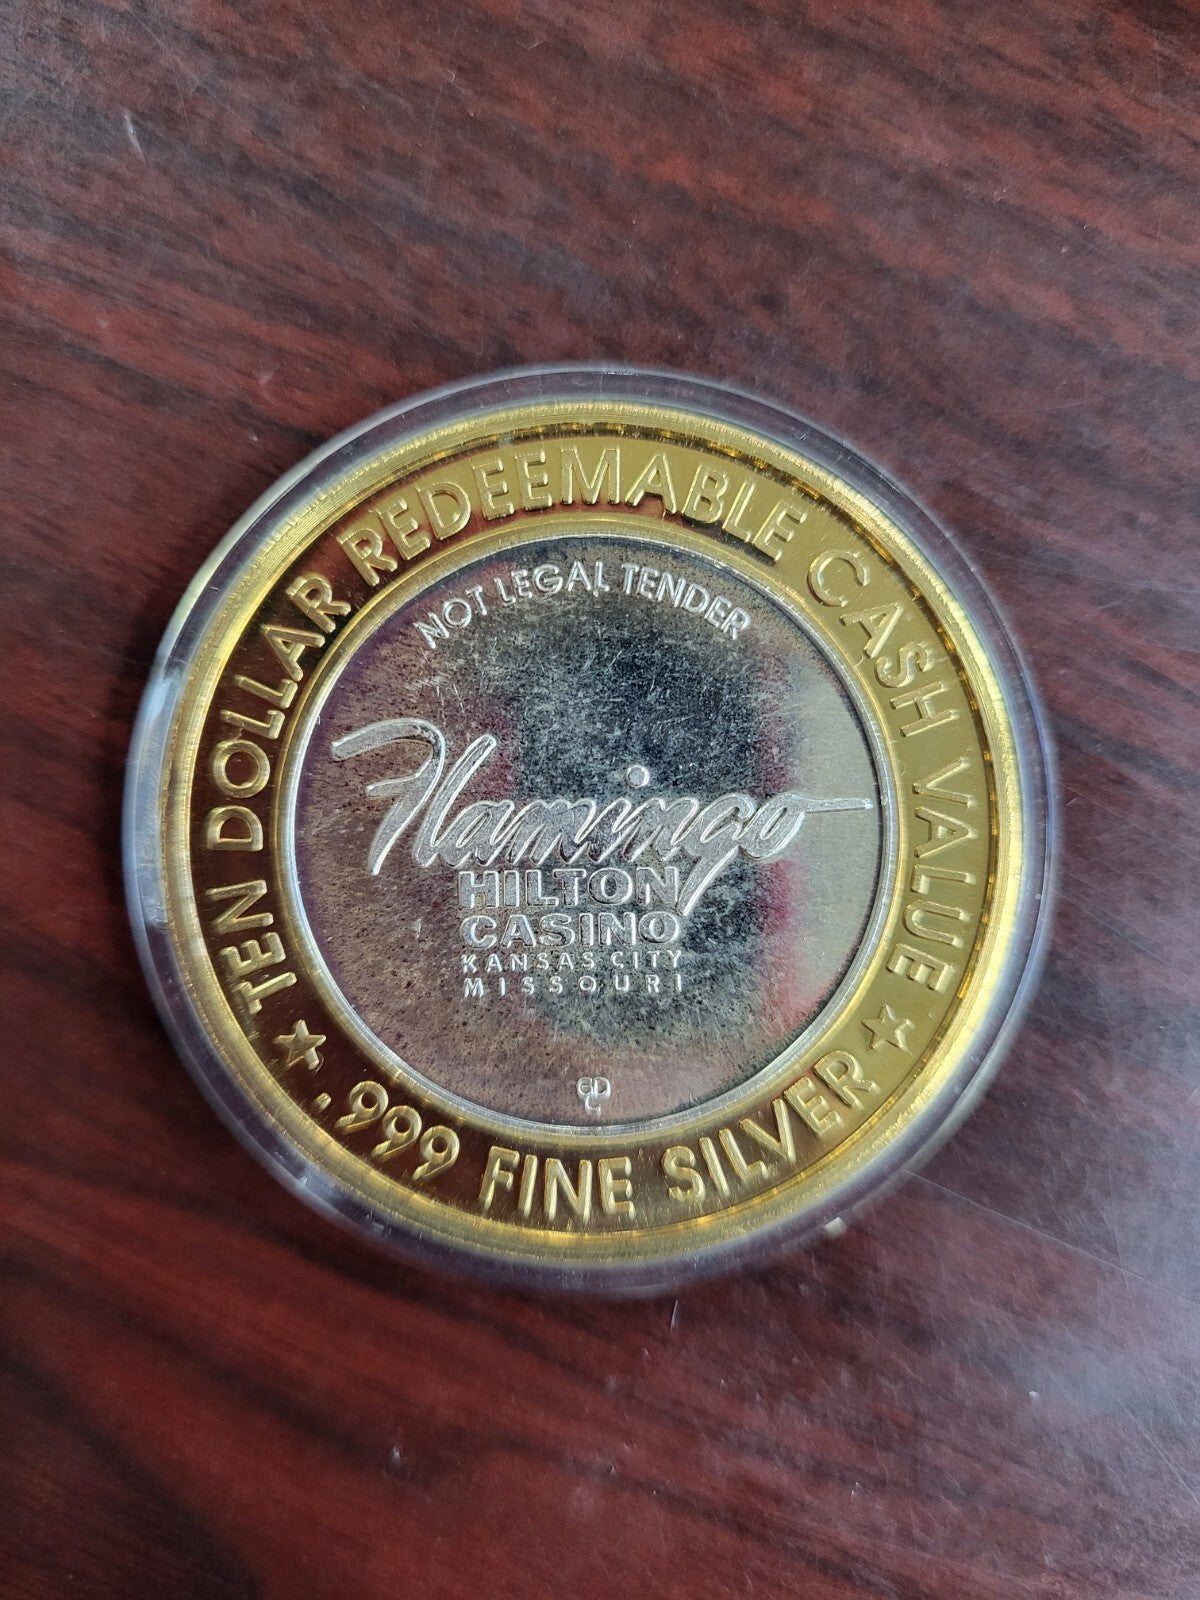 TEN DOLLAR REDEEMABLE CASH VALUE
NOT LEGAL TENDER
Flamingo
HILTON
CASINO
KANSAS CITY
MISSOURI
.999 FINE SILVER